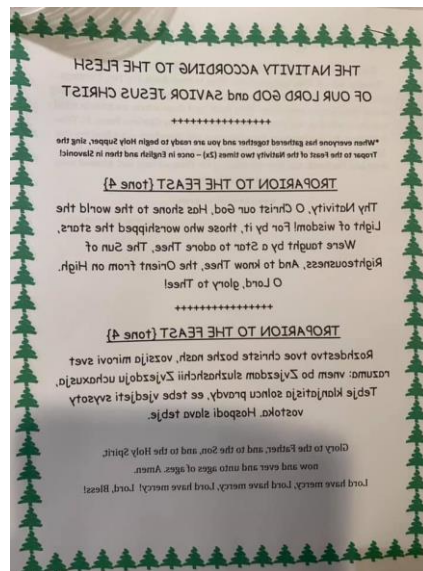 THE NATIVITY ACCORDING TO THE FLESH
OF OUR LORD GOD and SAVIOR JESUS CHRIST
++++++++++++++++
*When everyone has gathered together and you are ready to begin Holy Supper, sing the
Tropar to the Feast of the Nativity two times (2x) – once in English and then in Slavonic!
TROPARION TO THE FEAST {tone 4}
Thy Nativity, O Christ our God, Has shone to the world the
Light of wisdom! For by it, those who worshipped the stars,
Were taught by a Star to adore Thee, The Sun of
Righteousness, And to know Thee, the Orient from on High.
O Lord, glory to Thee!
++++++++++++++++
TROPARION TO THE FEAST {tone 4}
Rozhdestvo tvoe christe bozhe nash, vozsija mirovi svet
razuma: vnem bo Zvjezdam sluzhashchii Zvjezdoju uchaxusja,
Tebje klanjatisja solncu pravdy, ee tebe vjedjeti svysoty
vostoka. Hospodi slava tebje.
Glory to the Father, and to the Son, and to the Holy Spirit,
now and ever and unto ages of ages. Amen.
Lord have mercy, Lord have mercy, Lord have mercy! Lord, Bless!